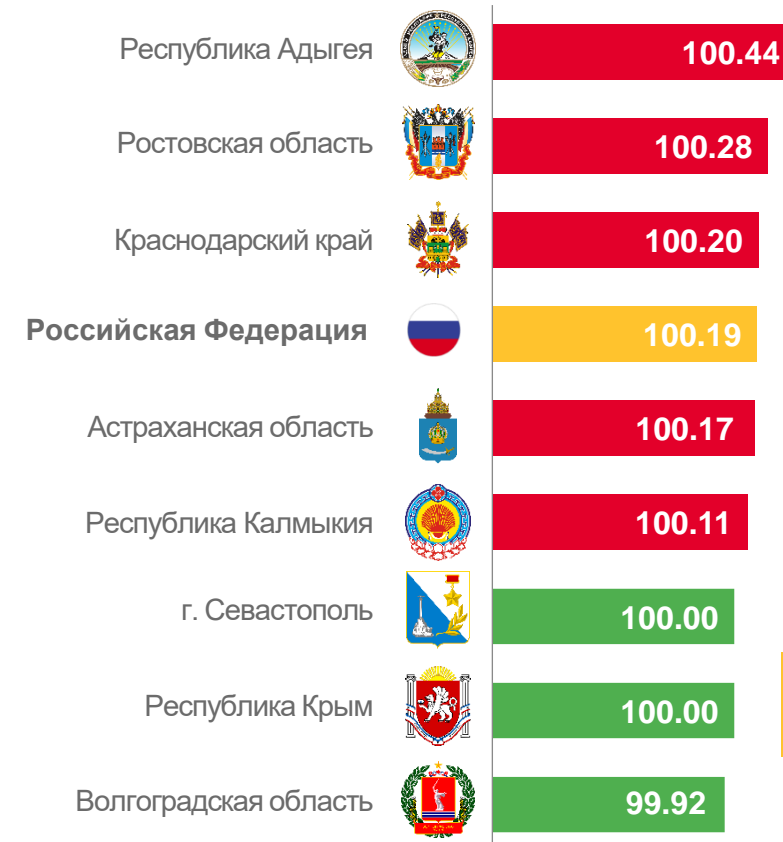 Республика Адыгея 100.44
Ростовская область 100.28
Краснодарский край 100.20
Российская Федерация 100.19
Астраханская область 100.17
Республика Калмыкия 100.11
г. Севастополь 100.00
Республика Крым 100.00
Волгоградская область 99.92